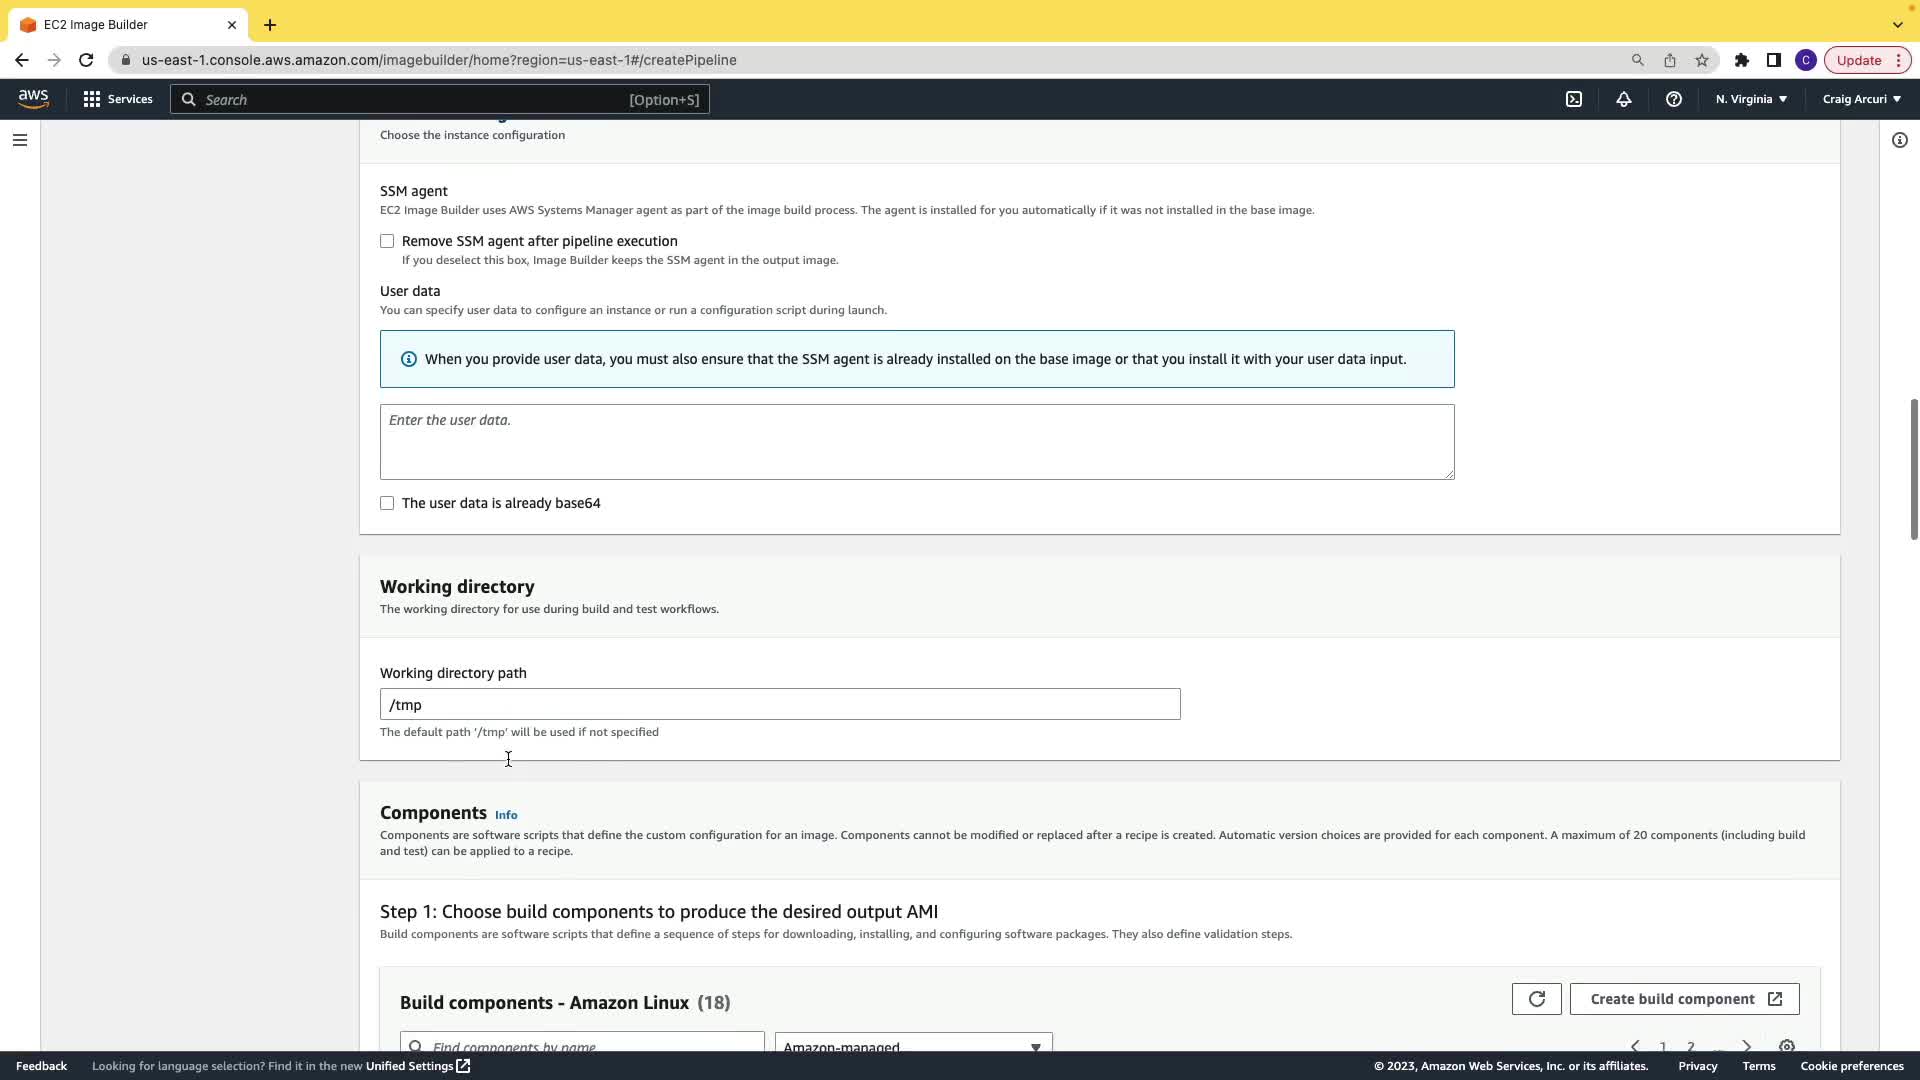 EC2 Image Builder
us-east-1.console.aws.amazon.com/imagebuilder/home?region=us-east-1#/createPipeline
C
Update
aws
Services
Search
[Option+S]
N. Virginia
Craig Arcuri
Choose the instance configuration
SSM agent
EC2 Image Builder uses AWS Systems Manager agent as part of the image build process. The agent is installed for you automatically if it was not installed in the base image.
Remove SSM agent after pipeline execution
If you deselect this box, Image Builder keeps the SSM agent in the output image.
User data
You can specify user data to configure an instance or run a configuration script during launch.
When you provide user data, you must also ensure that the SSM agent is already installed on the base image or that you install it with your user data input.
Enter the user data.
The user data is already base64
Working directory
The working directory for use during build and test workflows.
Working directory path
/tmp
The default path '/tmp' will be used if not specified
Components Info
Components are software scripts that define the custom configuration for an image. Components cannot be modified or replaced after a recipe is created. Automatic version choices are provided for each component. A maximum of 20 components (including build
and test) can be applied to a recipe.
Step 1: Choose build components to produce the desired output AMI
Build components are software scripts that define a sequence of steps for downloading, installing, and configuring software packages. They also define validation steps.
Build components - Amazon Linux (18)
Create build component
Find components by name
Amazon-managed
1 2 ...
Feedback
Looking for language selection? Find it in the new Unified Settings
© 2023, Amazon Web Services, Inc. or its affiliates.
Privacy
Terms
Cookie preferences